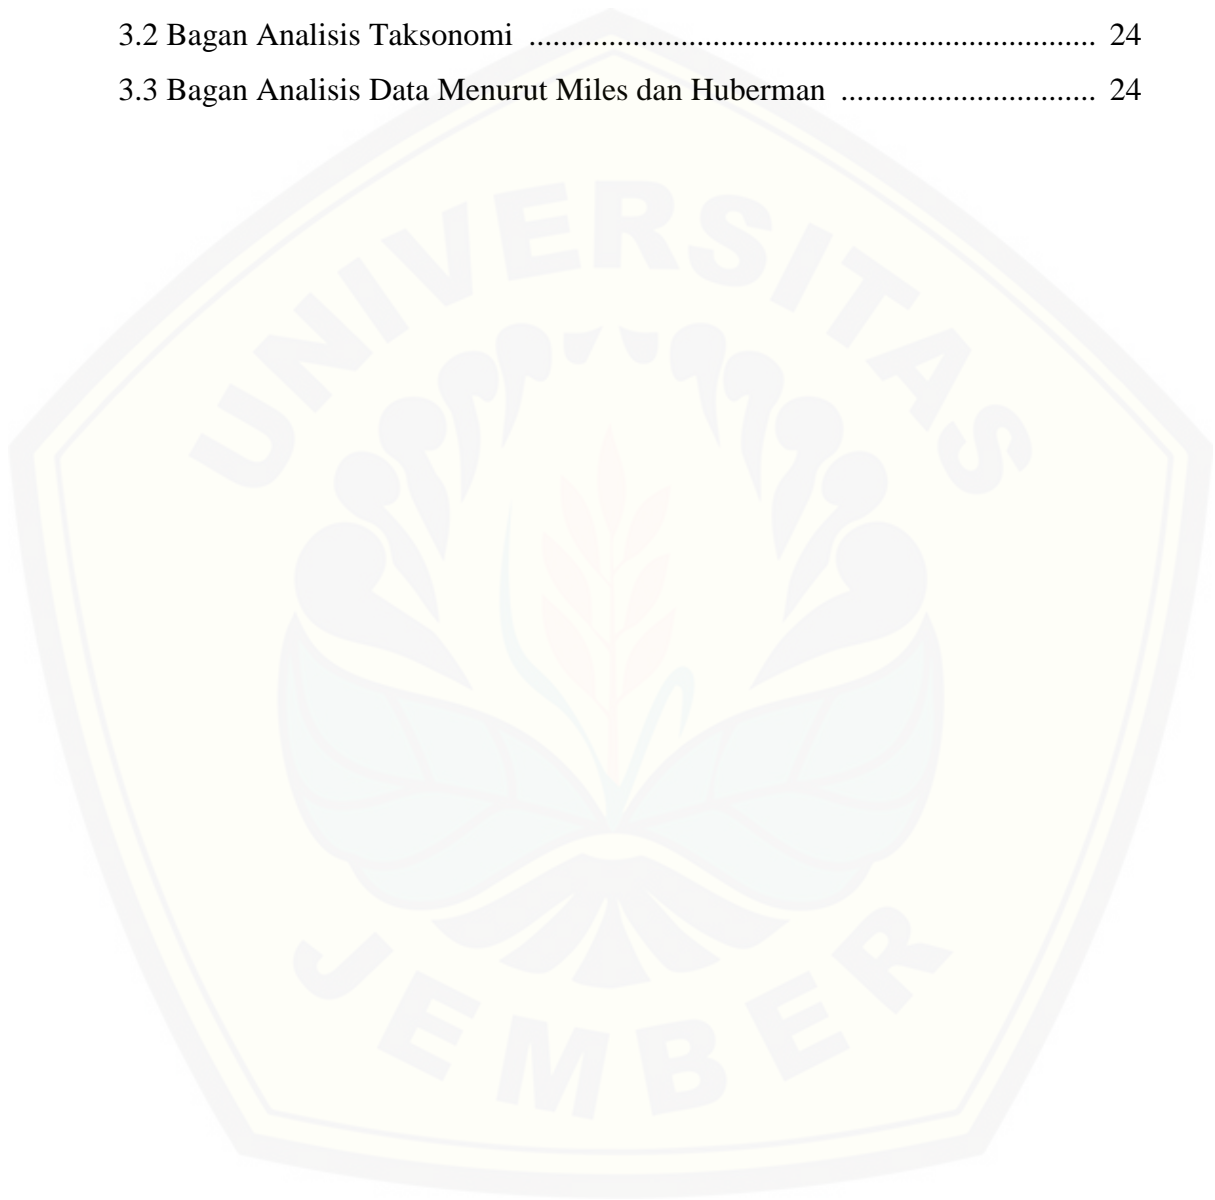 3.2 Bagan Analisis Taksonomi ....................................................................... 24
3.3 Bagan Analisis Data Menurut Miles dan Huberman ................................ 24
UNIVERSITAS
JEMBER